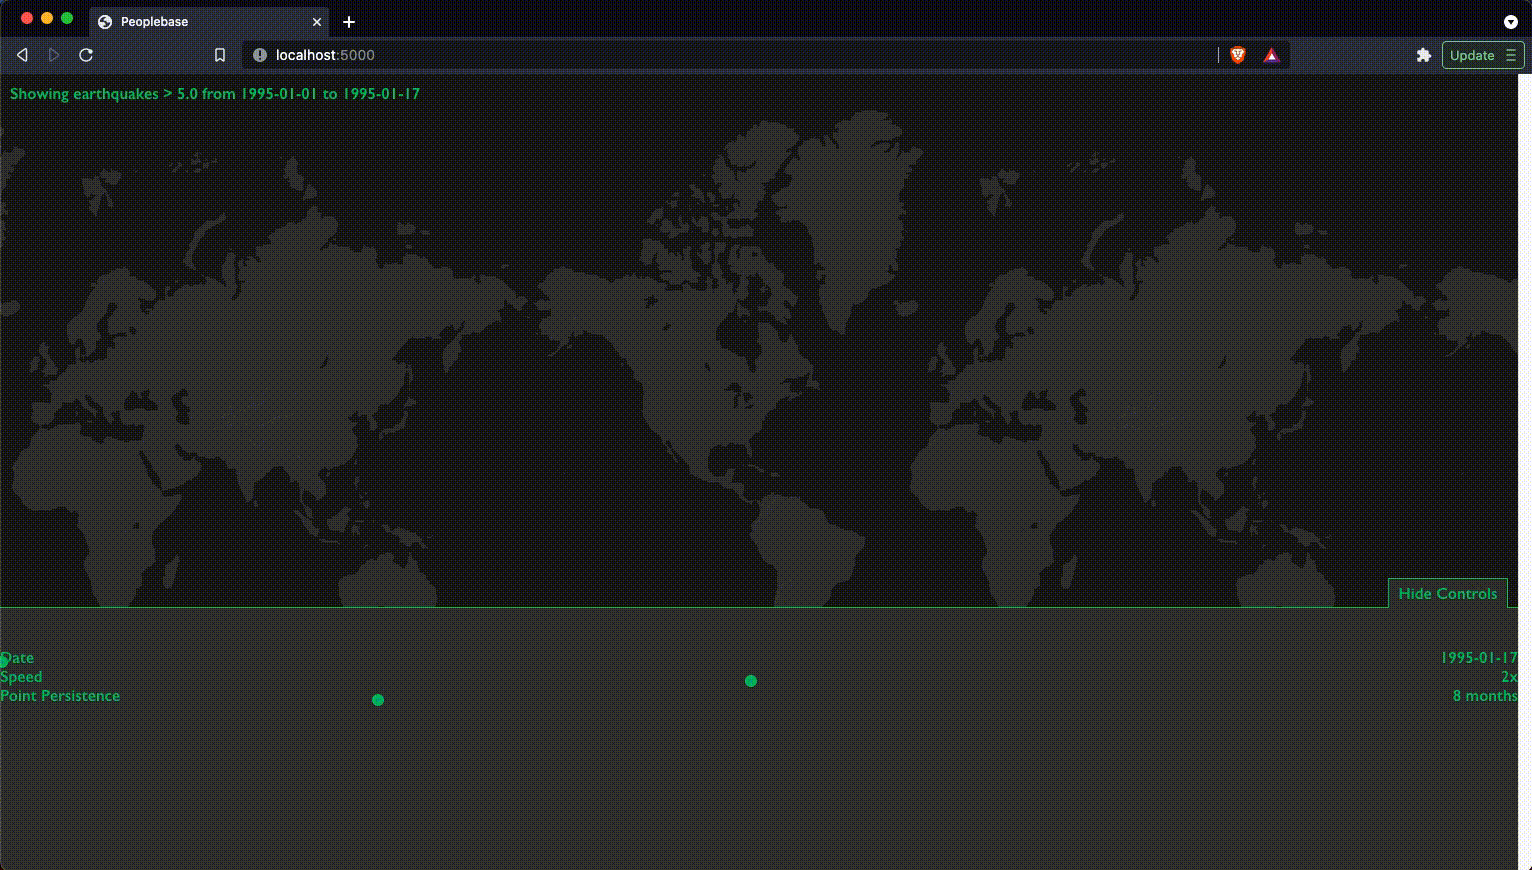 Peoplebase
localhost:5000
Update
Showing earthquakes > 5.0 from 1995-01-01 to 1995-01-17
Hide Controls
Date 1995-01-17
Speed 2x
Point Persistence 8 months